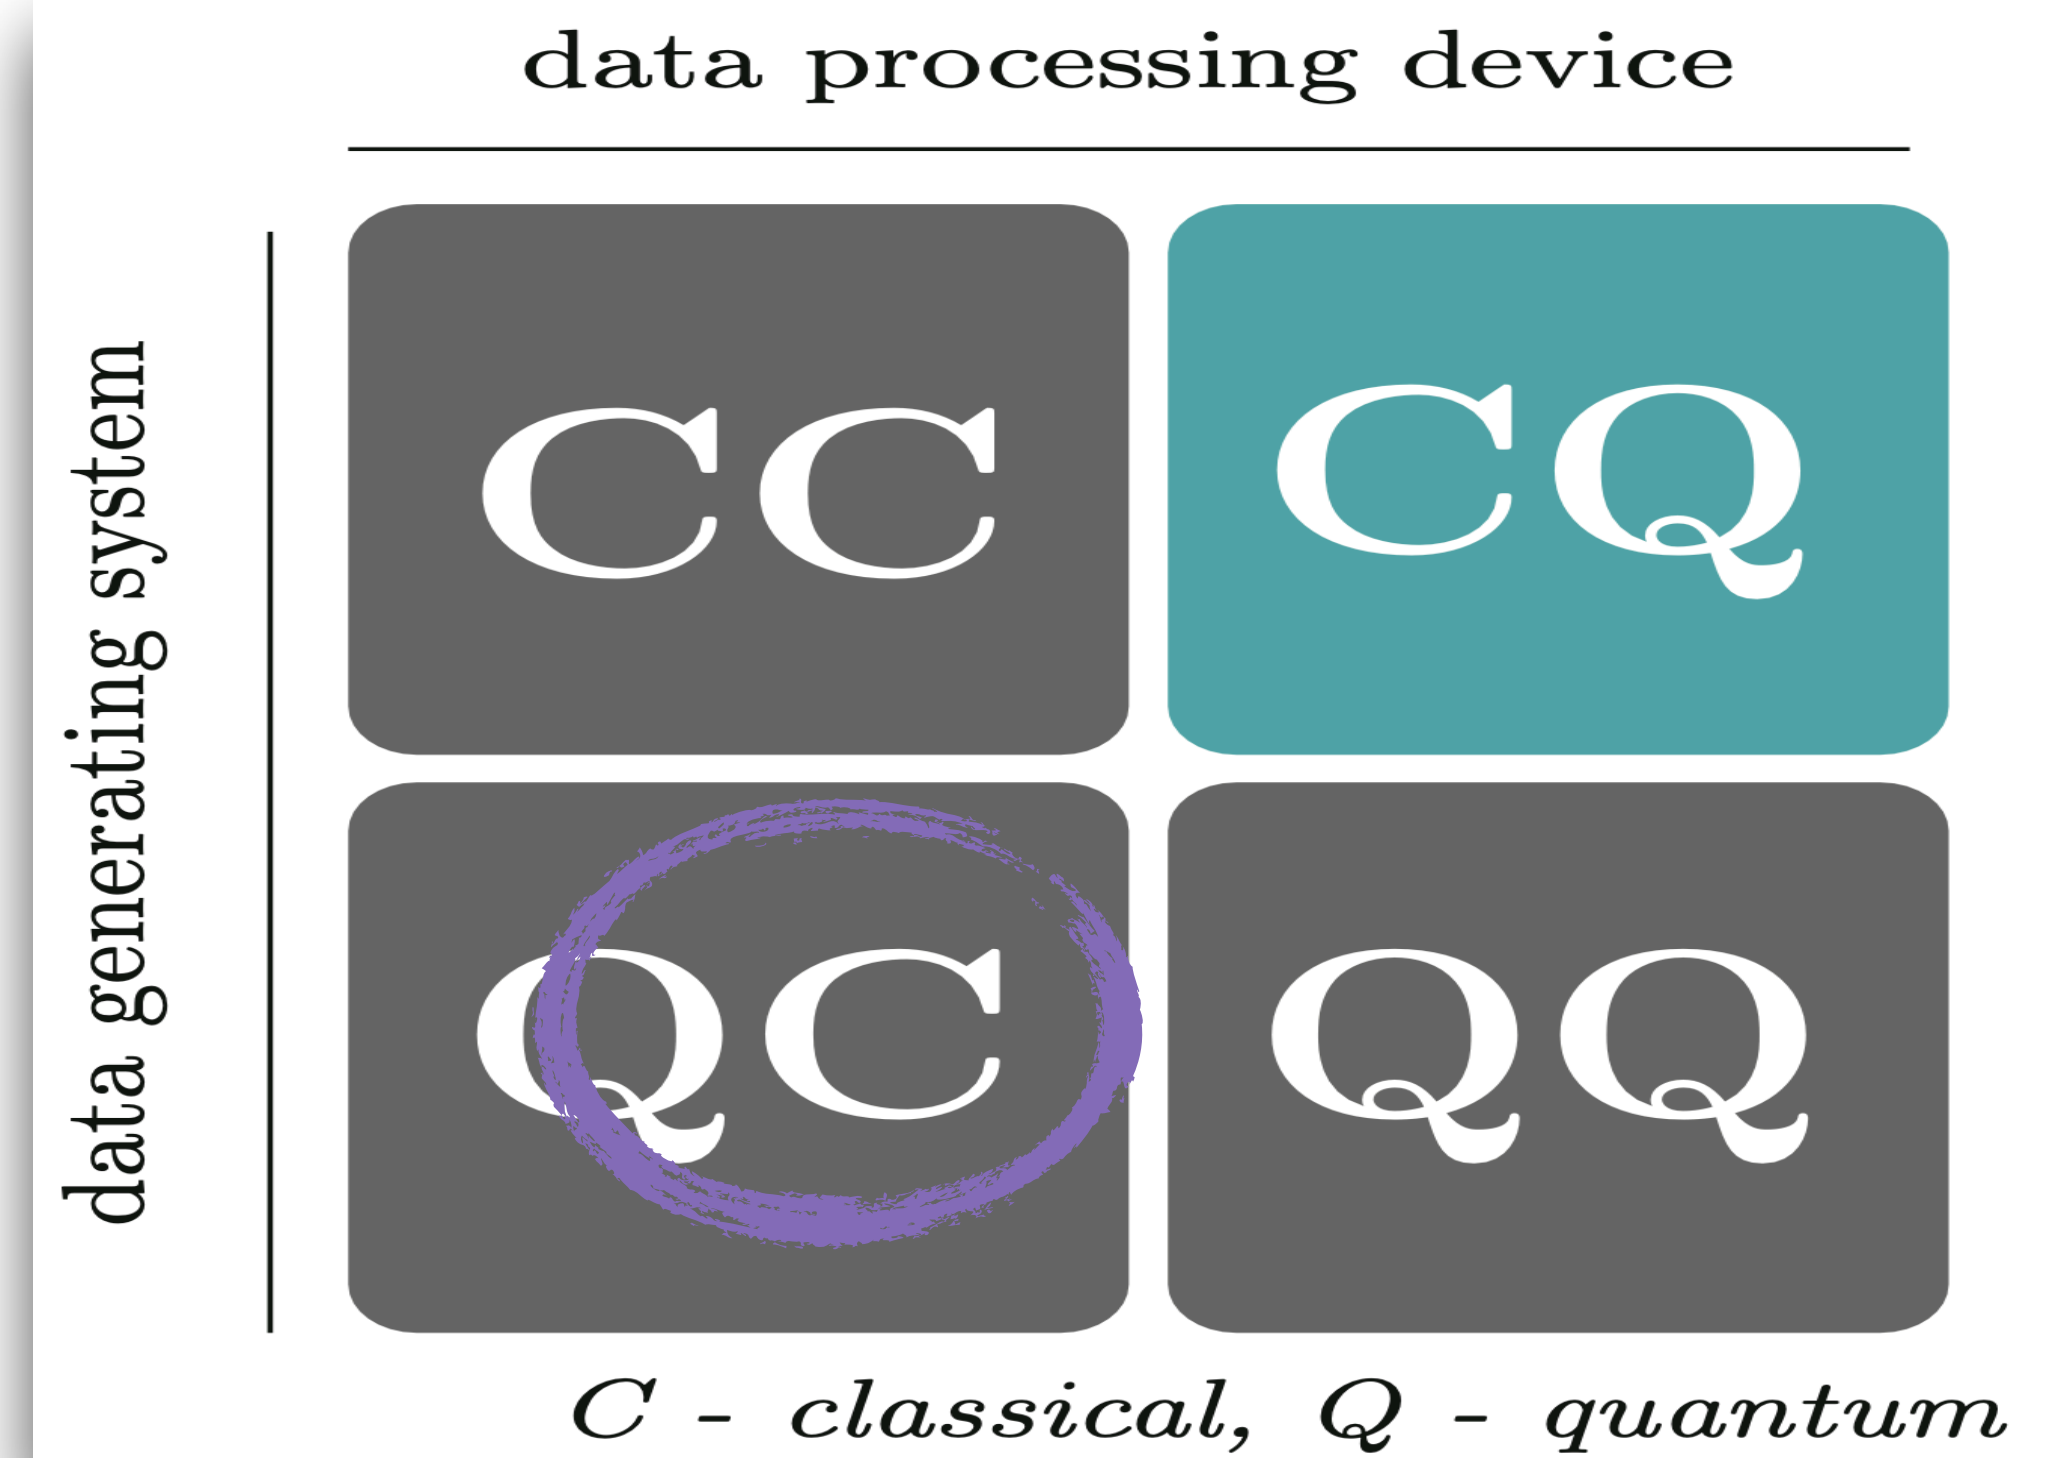 data processing device
data generating system
CC
CQ
QC
QQ
C - classical, Q - quantum